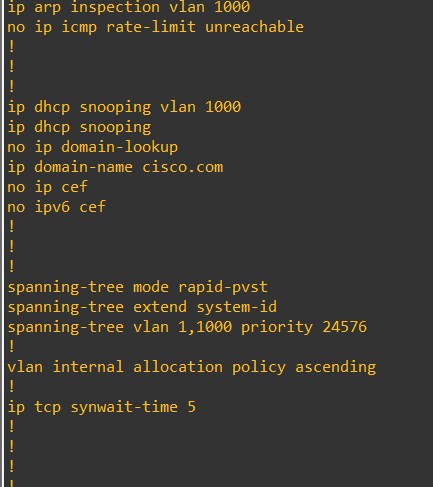 ip arp inspection vlan 1000
no ip icmp rate-limit unreachable
!
!
!
ip dhcp snooping vlan 1000
ip dhcp snooping
no ip domain-lookup
ip domain-name cisco.com
no ip cef
no ipv6 cef
!
!
!
spanning-tree mode rapid-pvst
spanning-tree extend system-id
spanning-tree vlan 1,1000 priority 24576
!
vlan internal allocation policy ascending
!
ip tcp synwait-time 5
!
!
!
!